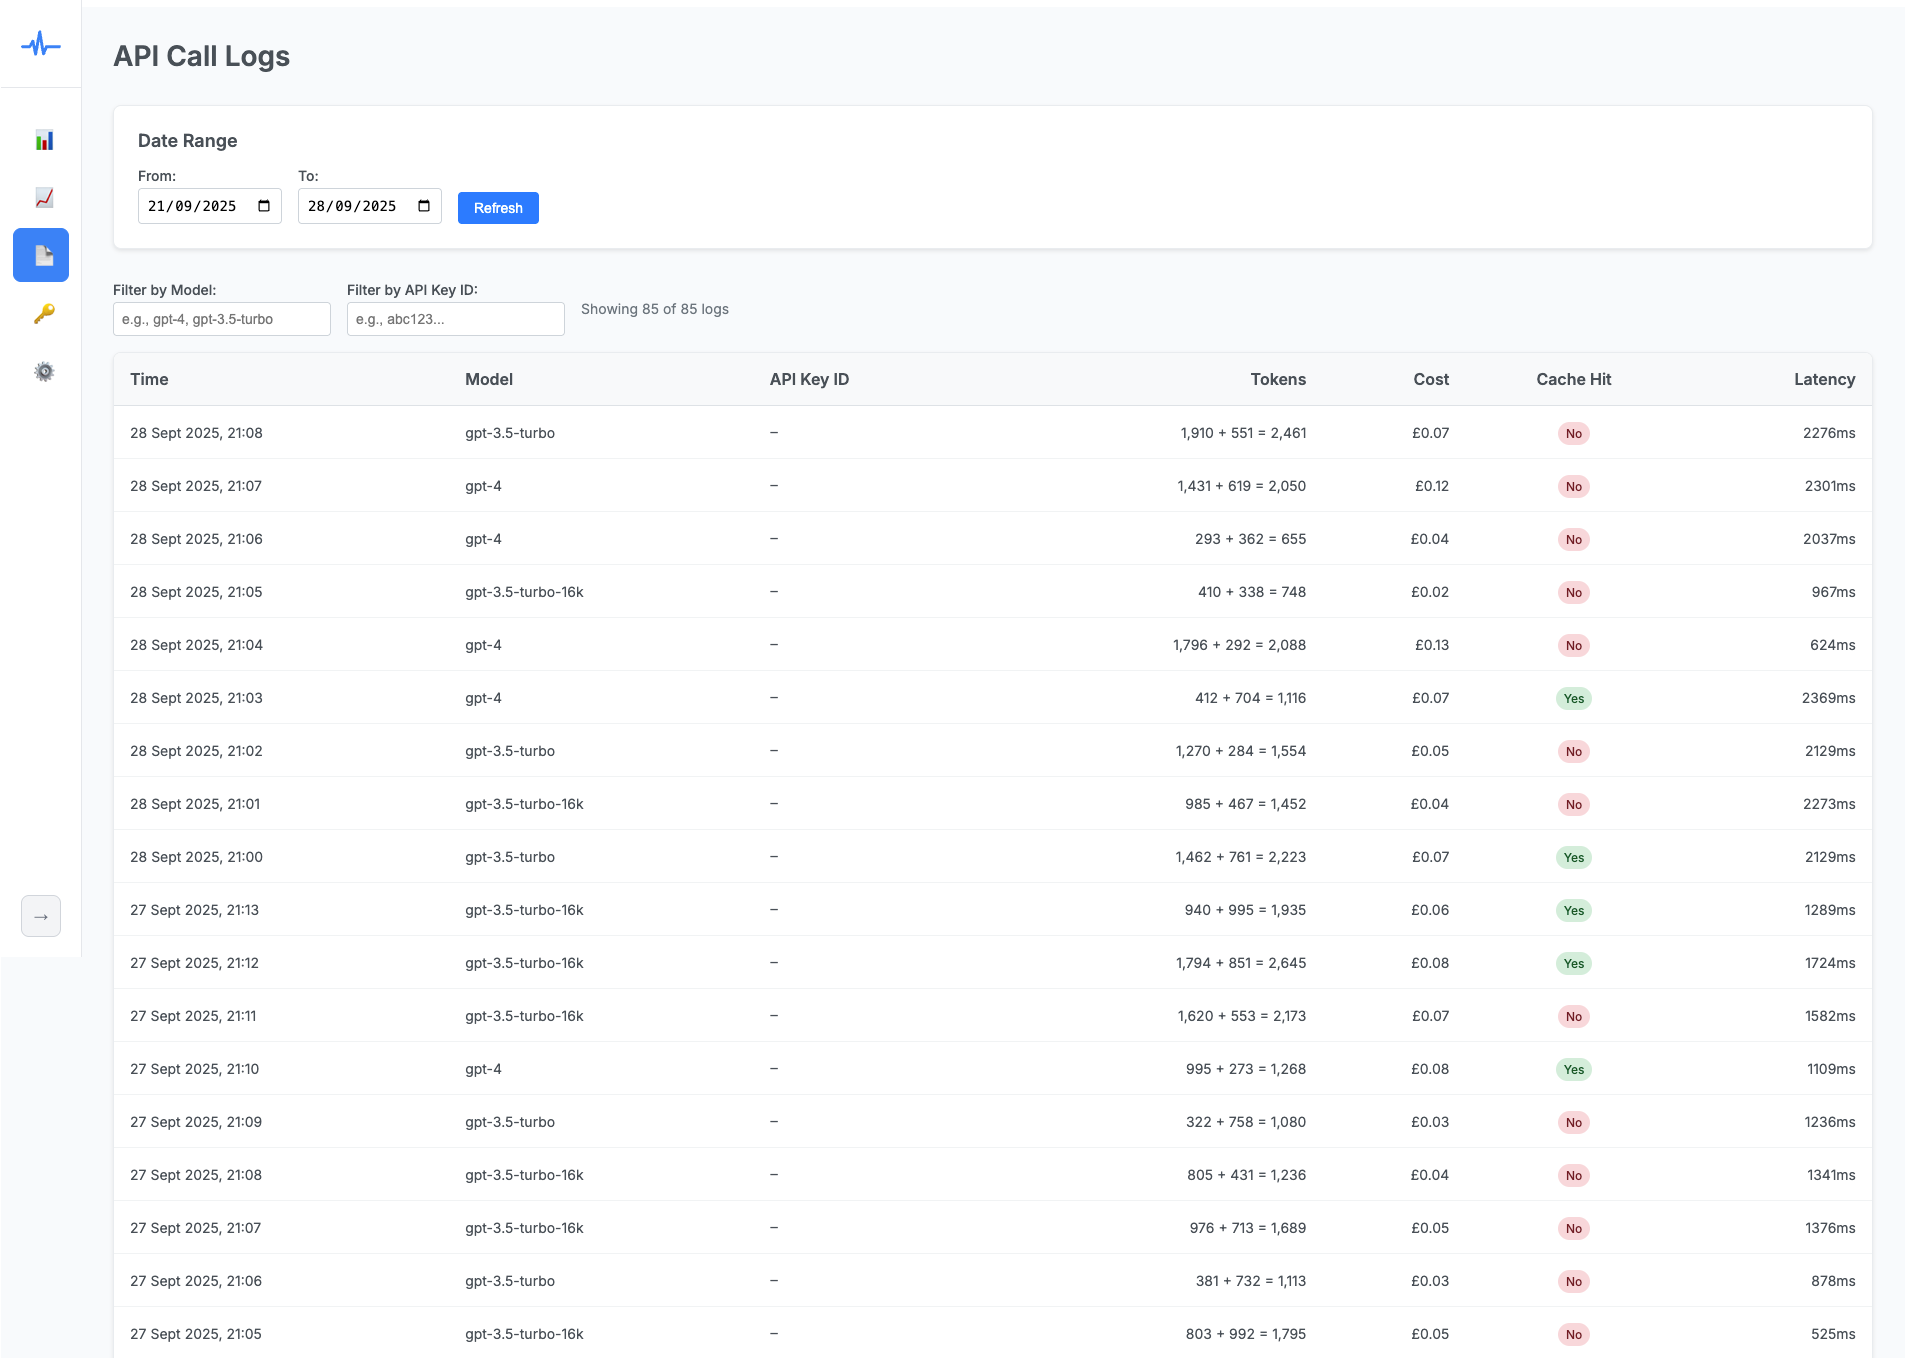 API Call Logs
Date Range
From: To:
21/09/2025 28/09/2025 Refresh
Filter by Model: Filter by API Key ID:
e.g., gpt-4, gpt-3.5-turbo e.g., abc123... Showing 85 of 85 logs
Time Model API Key ID Tokens Cost Cache Hit Latency
28 Sept 2025, 21:08 gpt-3.5-turbo – 1,910 + 551 = 2,461 £0.07 No 2276ms
28 Sept 2025, 21:07 gpt-4 – 1,431 + 619 = 2,050 £0.12 No 2301ms
28 Sept 2025, 21:06 gpt-4 – 293 + 362 = 655 £0.04 No 2037ms
28 Sept 2025, 21:05 gpt-3.5-turbo-16k – 410 + 338 = 748 £0.02 No 967ms
28 Sept 2025, 21:04 gpt-4 – 1,796 + 292 = 2,088 £0.13 No 624ms
28 Sept 2025, 21:03 gpt-4 – 412 + 704 = 1,116 £0.07 Yes 2369ms
28 Sept 2025, 21:02 gpt-3.5-turbo – 1,270 + 284 = 1,554 £0.05 No 2129ms
28 Sept 2025, 21:01 gpt-3.5-turbo-16k – 985 + 467 = 1,452 £0.04 No 2273ms
28 Sept 2025, 21:00 gpt-3.5-turbo – 1,462 + 761 = 2,223 £0.07 Yes 2129ms
27 Sept 2025, 21:13 gpt-3.5-turbo-16k – 940 + 995 = 1,935 £0.06 Yes 1289ms
27 Sept 2025, 21:12 gpt-3.5-turbo-16k – 1,794 + 851 = 2,645 £0.08 Yes 1724ms
27 Sept 2025, 21:11 gpt-3.5-turbo-16k – 1,620 + 553 = 2,173 £0.07 No 1582ms
27 Sept 2025, 21:10 gpt-4 – 995 + 273 = 1,268 £0.08 Yes 1109ms
27 Sept 2025, 21:09 gpt-3.5-turbo – 322 + 758 = 1,080 £0.03 No 1236ms
27 Sept 2025, 21:08 gpt-3.5-turbo-16k – 805 + 431 = 1,236 £0.04 No 1341ms
27 Sept 2025, 21:07 gpt-3.5-turbo-16k – 976 + 713 = 1,689 £0.05 No 1376ms
27 Sept 2025, 21:06 gpt-3.5-turbo – 381 + 732 = 1,113 £0.03 No 878ms
27 Sept 2025, 21:05 gpt-3.5-turbo-16k – 803 + 992 = 1,795 £0.05 No 525ms